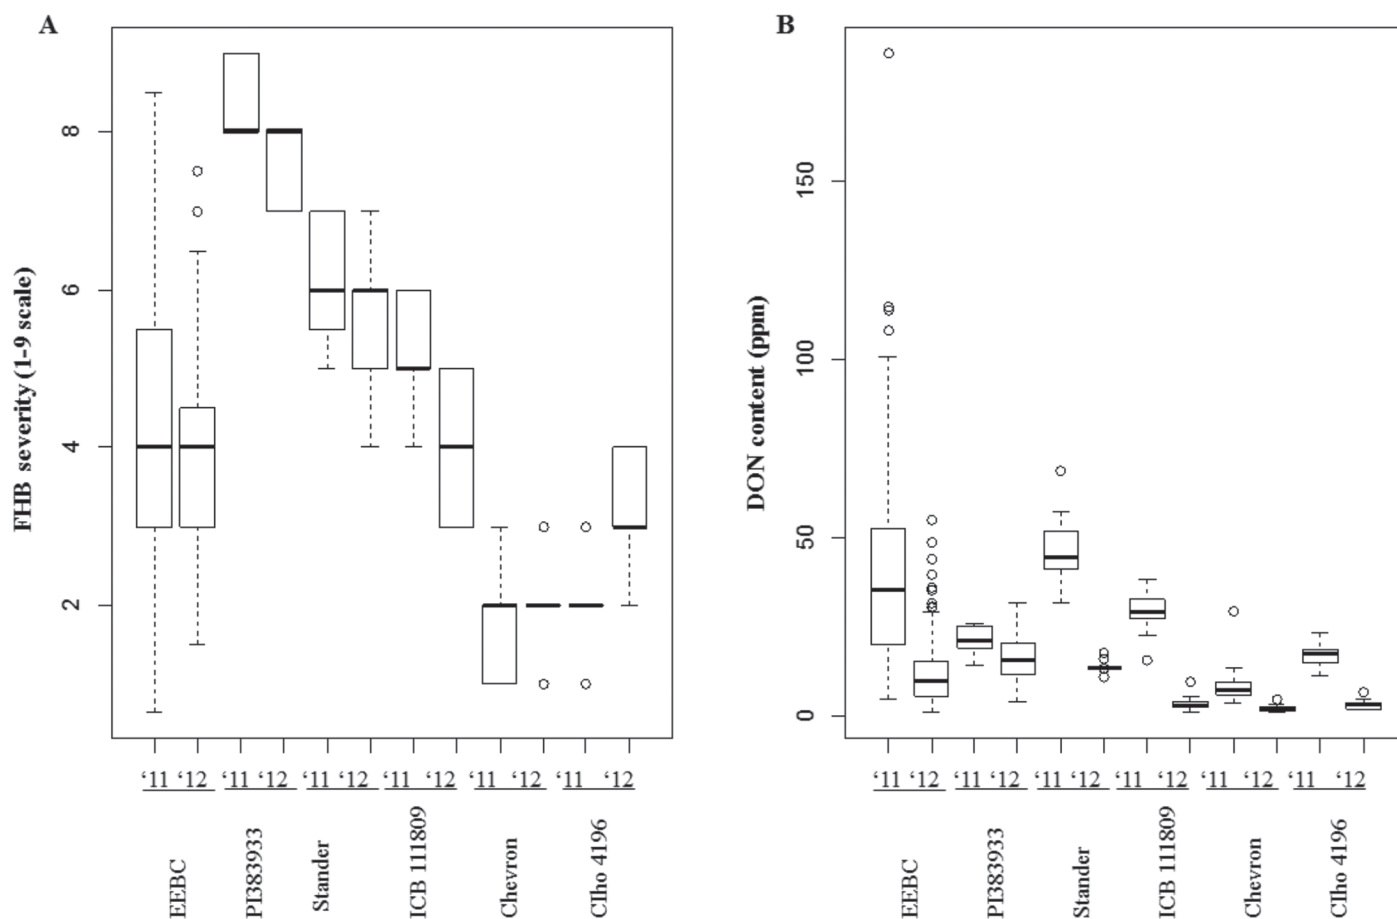 A
FHB severity (1-9 scale)
8
6
4
2
‘11 ‘12 ‘11 ‘12 ‘11 ‘12 ‘11 ‘12 ‘11 ‘12 ‘11 ‘12
EEBC
PI383933
Stander
ICB 111809
Chevron
CIho 4196
B
DON content (ppm)
150
100
50
0
‘11 ‘12 ‘11 ‘12 ‘11 ‘12 ‘11 ‘12 ‘11 ‘12 ‘11 ‘12
EEBC
PI383933
Stander
ICB 111809
Chevron
CIho 4196